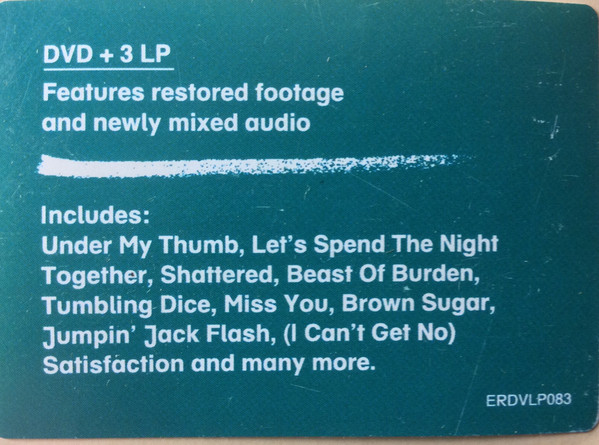 DVD + 3 LP
Features restored footage
and newly mixed audio
Includes:
Under My Thumb, Let's Spend The Night
Together, Shattered, Beast Of Burden,
Tumbling Dice, Miss You, Brown Sugar,
Jumpin' Jack Flash, (I Can't Get No)
Satisfaction and many more.
ERDVLP083